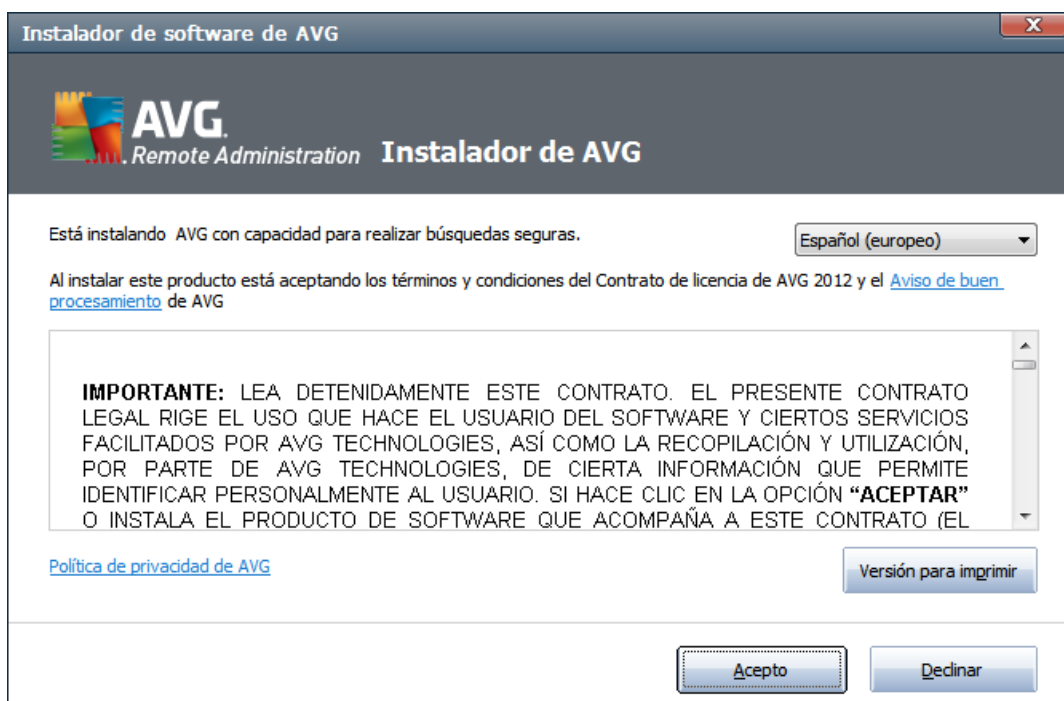 Instalador de software de AVG
AVG.
Remote Administration Instalador de AVG
Está instalando AVG con capacidad para realizar búsquedas seguras.
Español (europeo)
Al instalar este producto está aceptando los términos y condiciones del Contrato de licencia de AVG 2012 y el Aviso de buen
procesamiento de AVG
IMPORTANTE: LEA DETENIDAMENTE ESTE CONTRATO. EL PRESENTE CONTRATO
LEGAL RIGE EL USO QUE HACE EL USUARIO DEL SOFTWARE Y CIERTOS SERVICIOS
FACILITADOS POR AVG TECHNOLOGIES, ASÍ COMO LA RECOPILACIÓN Y UTILIZACIÓN,
POR PARTE DE AVG TECHNOLOGIES, DE CIERTA INFORMACIÓN QUE PERMITE
IDENTIFICAR PERSONALMENTE AL USUARIO. SI HACE CLIC EN LA OPCIÓN “ACEPTAR”
O INSTALA EL PRODUCTO DE SOFTWARE QUE ACOMPAÑA A ESTE CONTRATO (EL
Política de privacidad de AVG
Versión para imprimir
Acepto
Declinar